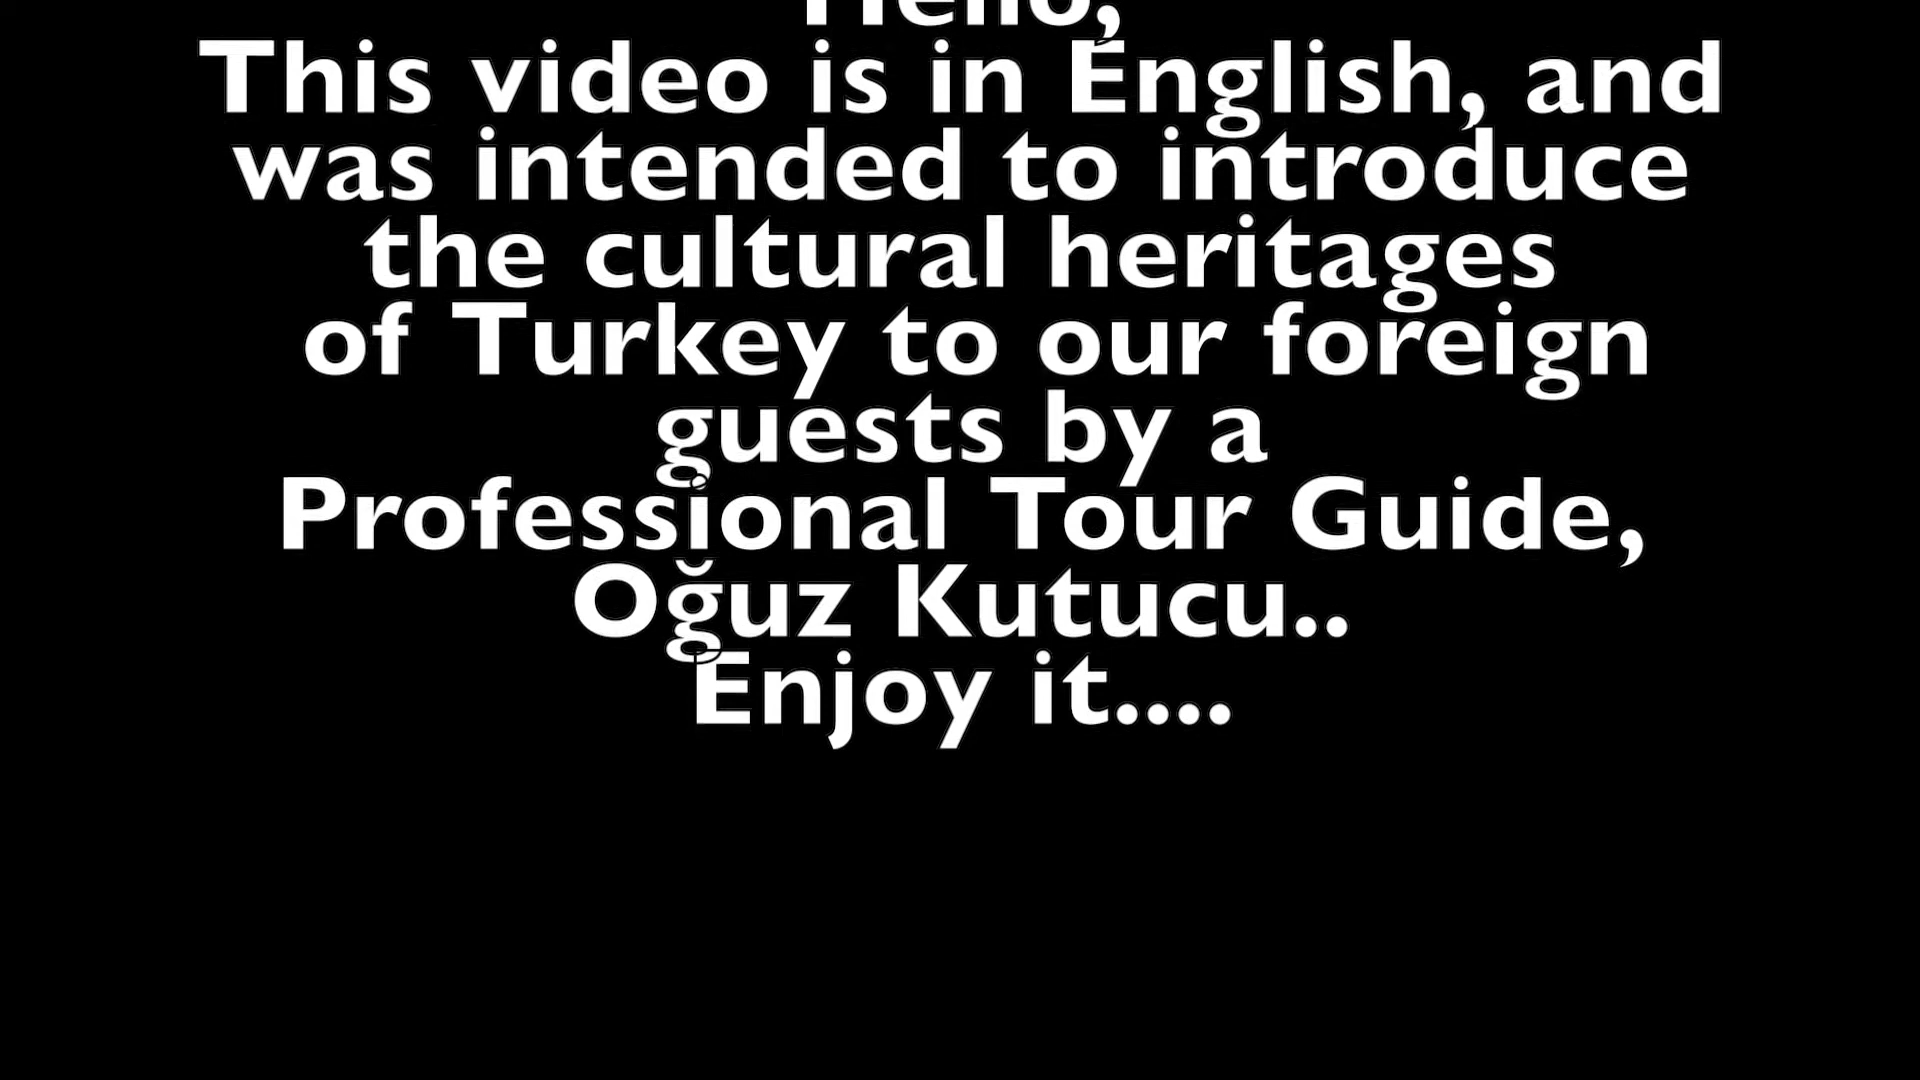 Hello,
This video is in English, and
was intended to introduce
the cultural heritages
of Turkey to our foreign
guests by a
Professional Tour Guide,
Oğuz Kutucu..
Enjoy it....